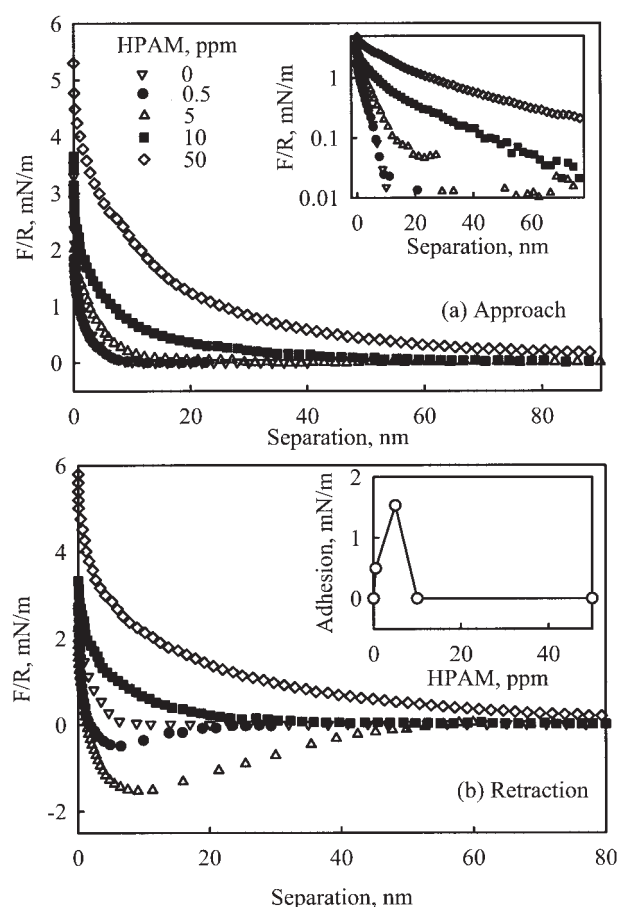 6
5
4
3
2
1
0
F/R, mN/m
HPAM, ppm
0
0.5
5
10
50
1
0.1
0.01
F/R, mN/m
0 20 40 60
Separation, nm
(a) Approach
0 20 40 60 80
Separation, nm
6
4
2
0
-2
F/R, mN/m
2
1
0
Adhesion, mN/m
0 20 40
HPAM, ppm
(b) Retraction
0 20 40 60 80
Separation, nm